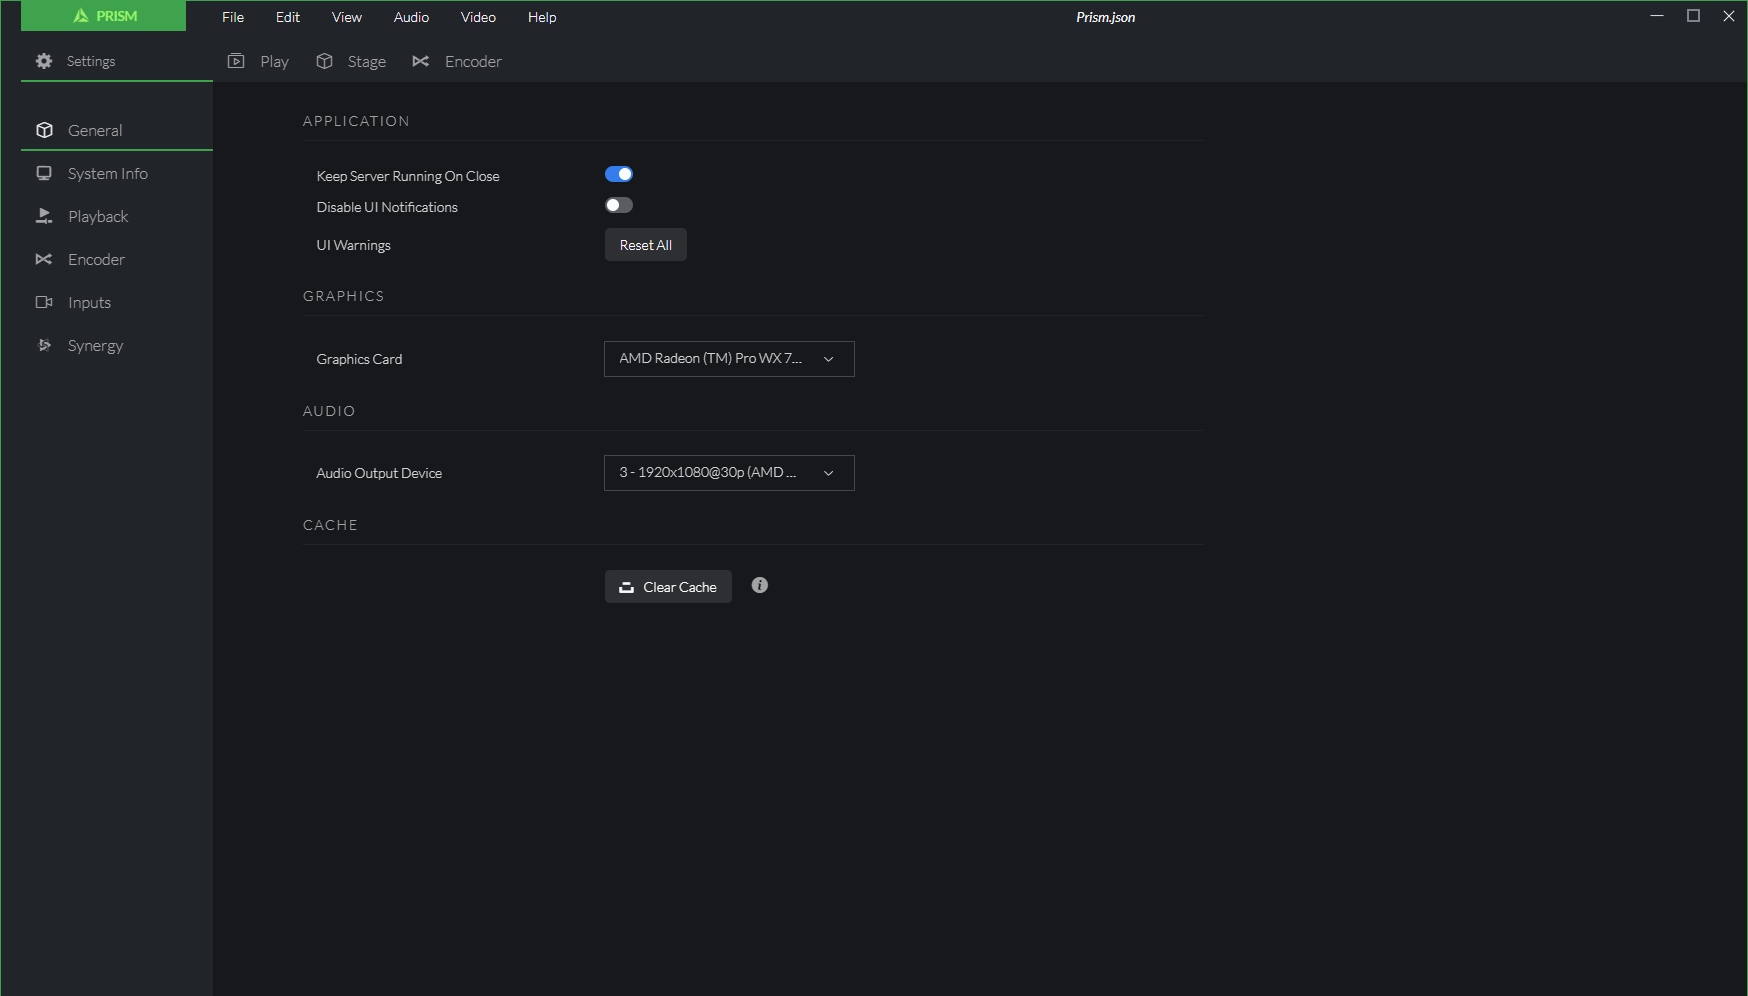 PRISM File Edit View Audio Video Help Prism.json
Settings Play Stage Encoder
General
System Info
Playback
Encoder
Inputs
Synergy
APPLICATION
Keep Server Running On Close
Disable UI Notifications
UI Warnings Reset All
GRAPHICS
Graphics Card AMD Radeon (TM) Pro WX 7...
AUDIO
Audio Output Device 3 - 1920x1080@30p (AMD ...
CACHE
Clear Cache